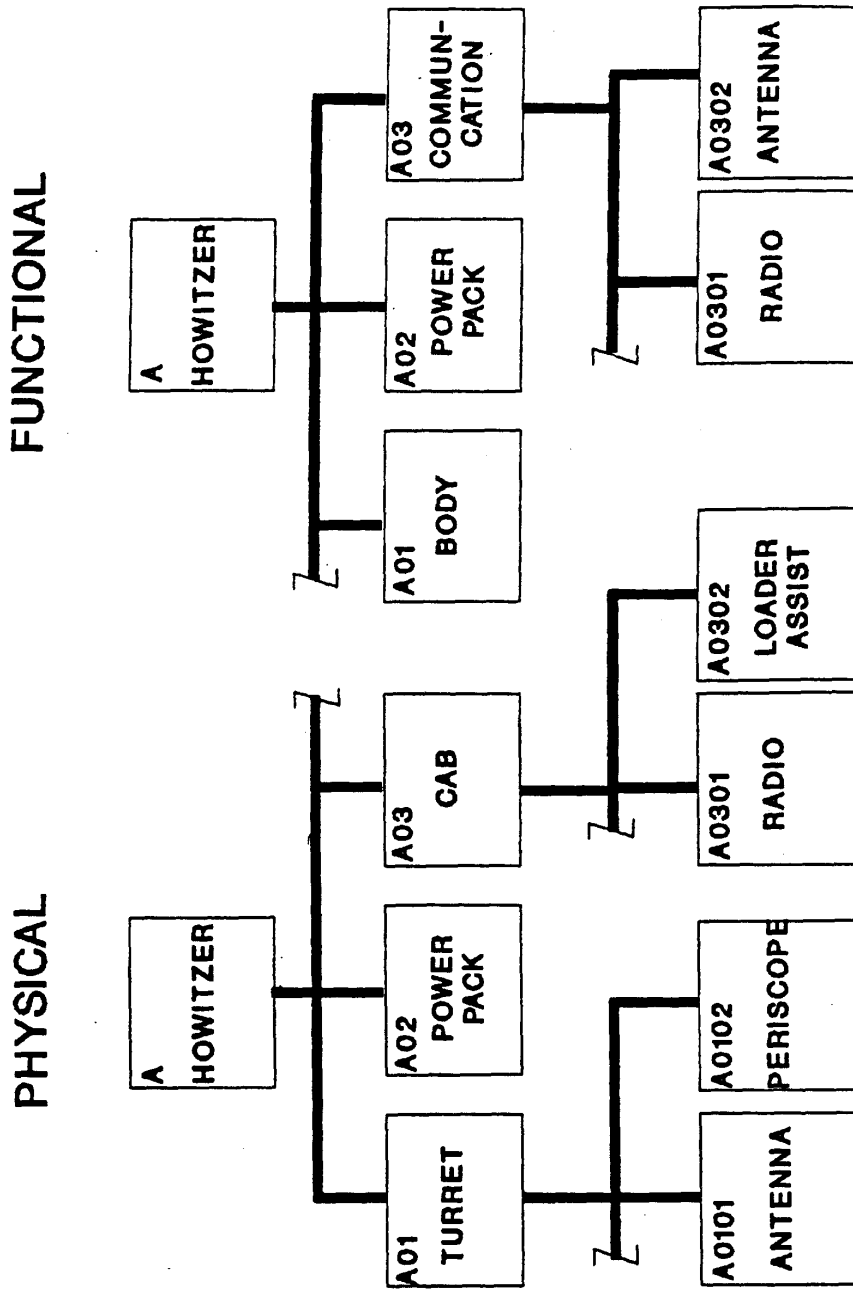 PHYSICAL
FUNCTIONAL
A
HOWITZER
A
HOWITZER
A01
TURRET
A02
POWER
PACK
A03
CAB
A01
BODY
A02
POWER
PACK
A03
COMMUN-
CATION
A0101
ANTENNA
A0102
PERISCOPE
A0301
RADIO
A0302
LOADER
ASSIST
A0301
RADIO
A0302
ANTENNA